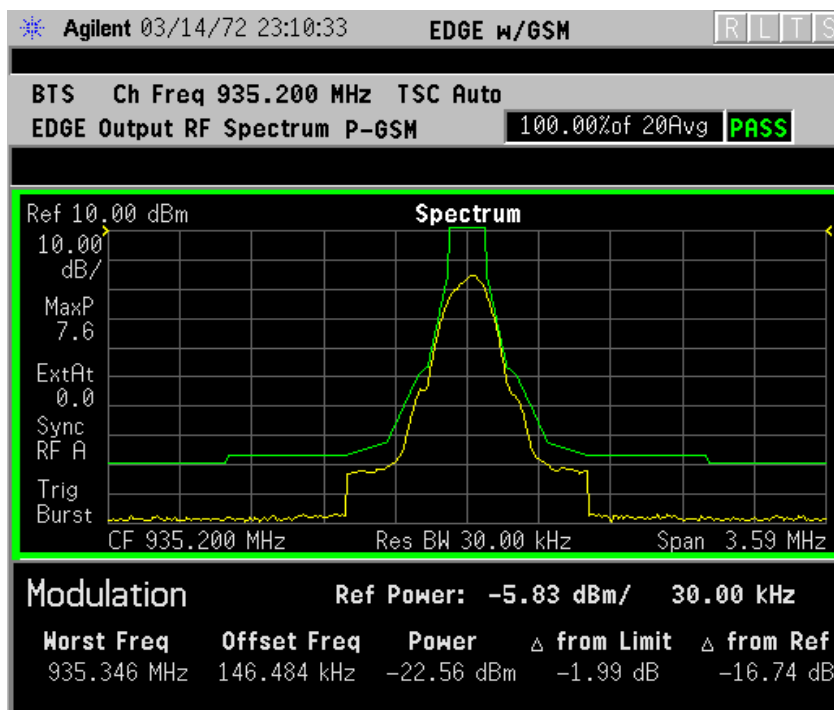 Agilent 03/14/72 23:10:33 EDGE w/GSM R L T S
BTS Ch Freq 935.200 MHz TSC Auto
EDGE Output RF Spectrum P-GSM 100.00%of 20Avg PASS
Ref 10.00 dBm Spectrum
10.00
dB/
MaxP
7.6
ExtAt
0.0
Sync
RF A
Trig
Burst
CF 935.200 MHz Res BW 30.00 kHz Span 3.59 MHz
Modulation Ref Power: -5.83 dBm/ 30.00 kHz
Worst Freq Offset Freq Power △ from Limit △ from Ref
935.346 MHz 146.484 kHz -22.56 dBm -1.99 dB -16.74 dB